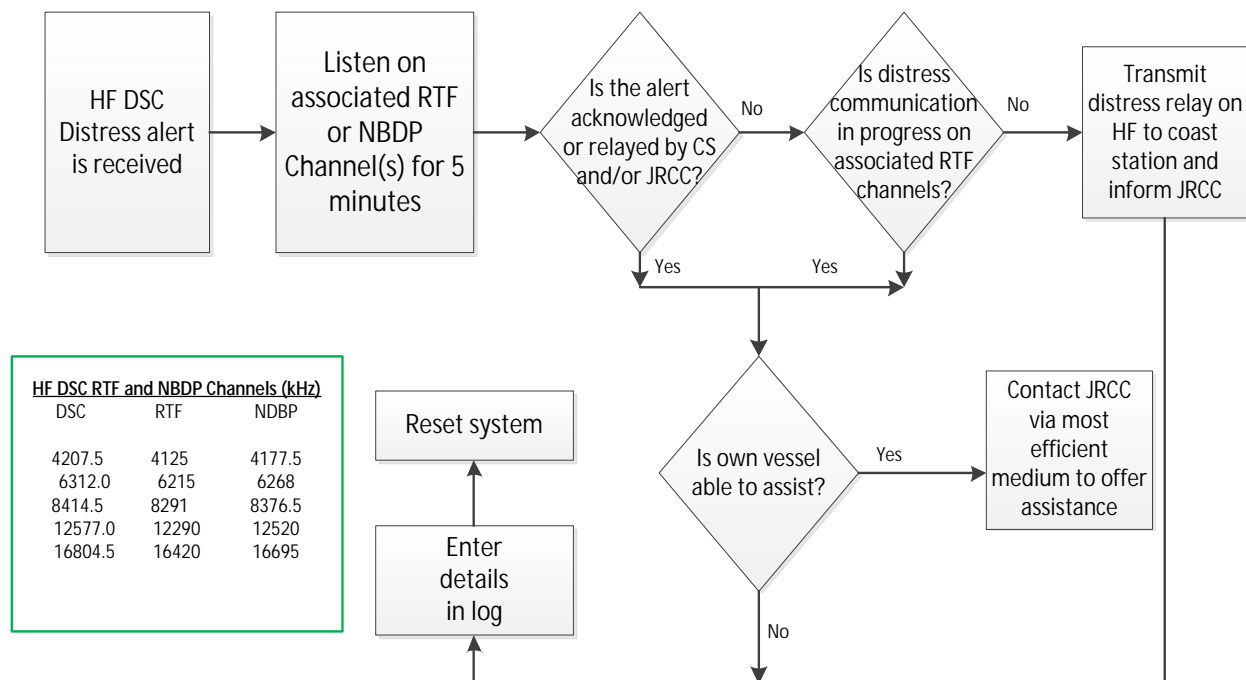 HF DSC
Distress alert
is received
Listen on
associated RTF
or NBDP
Channel(s) for 5
minutes
Is the alert
acknowledged
or relayed by CS
and/or JRCC?
No
Is distress
communication
in progress on
associated RTF
channels?
No
Transmit
distress relay on
HF to coast
station and
inform JRCC
Yes
Yes
HF DSC RTF and NBDP Channels (kHz)
DSC RTF NDBP
4207.5 4125 4177.5
6312.0 6215 6268
8414.5 8291 8376.5
12577.0 12290 12520
16804.5 16420 16695
Reset system
Enter
details
in log
Is own vessel
able to assist?
Yes
Contact JRCC
via most
efficient
medium to offer
assistance
No